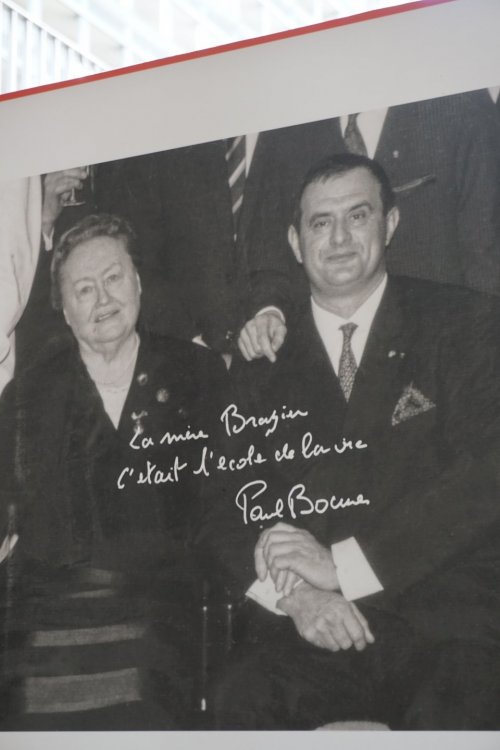 La mère Brazier
C'était l'école de la vie
Paul Bocuse